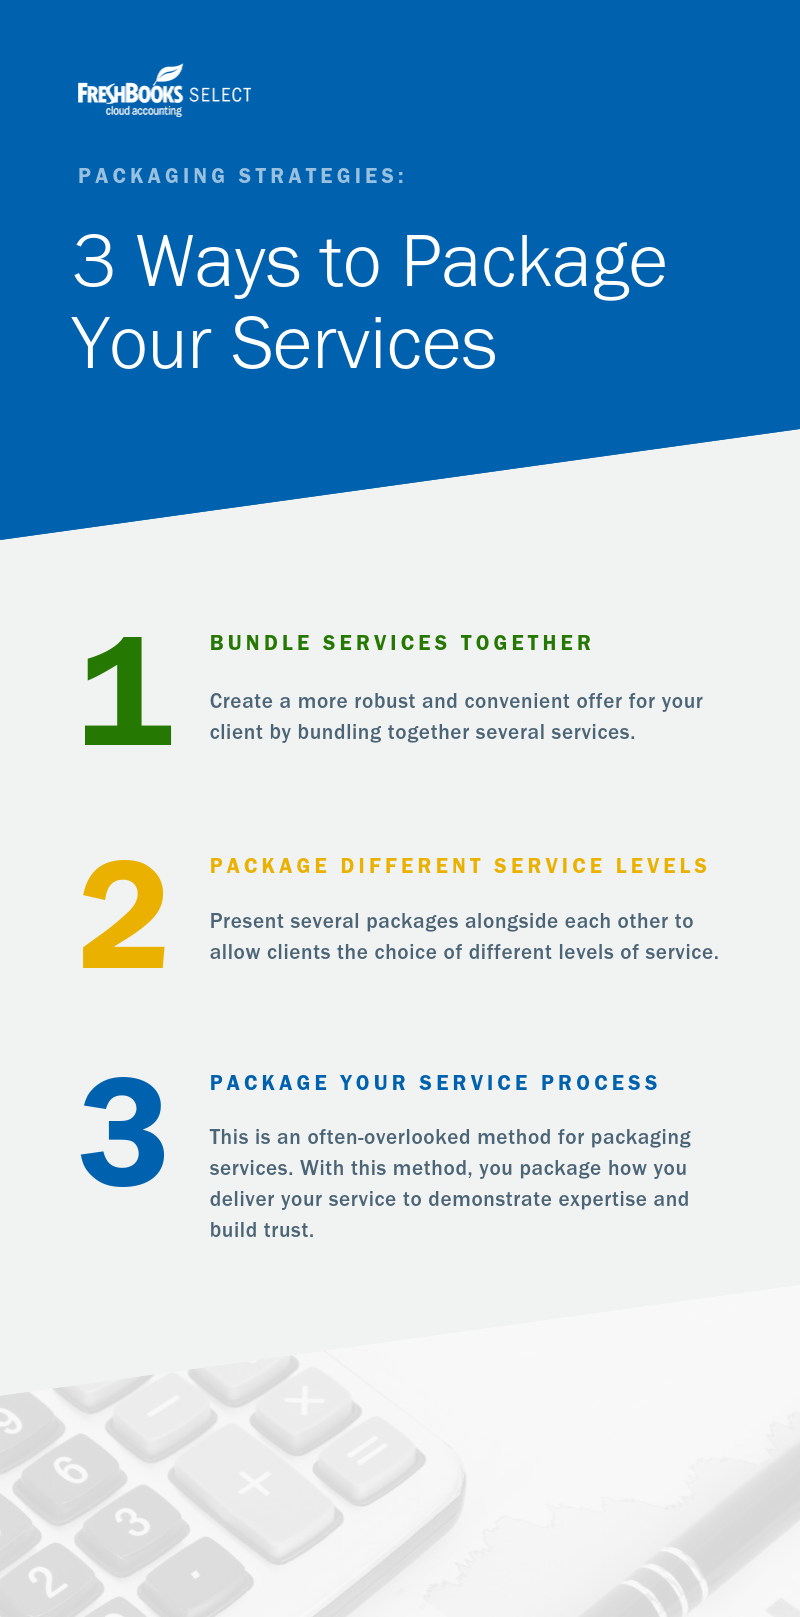 FRESHBOOKS SELECT
cloud accounting
PACKAGING STRATEGIES:
3 Ways to Package
Your Services
1
BUNDLE SERVICES TOGETHER
Create a more robust and convenient offer for your
client by bundling together several services.
2
PACKAGE DIFFERENT SERVICE LEVELS
Present several packages alongside each other to
allow clients the choice of different levels of service.
3
PACKAGE YOUR SERVICE PROCESS
This is an often-overlooked method for packaging
services. With this method, you package how you
deliver your service to demonstrate expertise and
build trust.
9
−
+
6
+
=
3
2
.